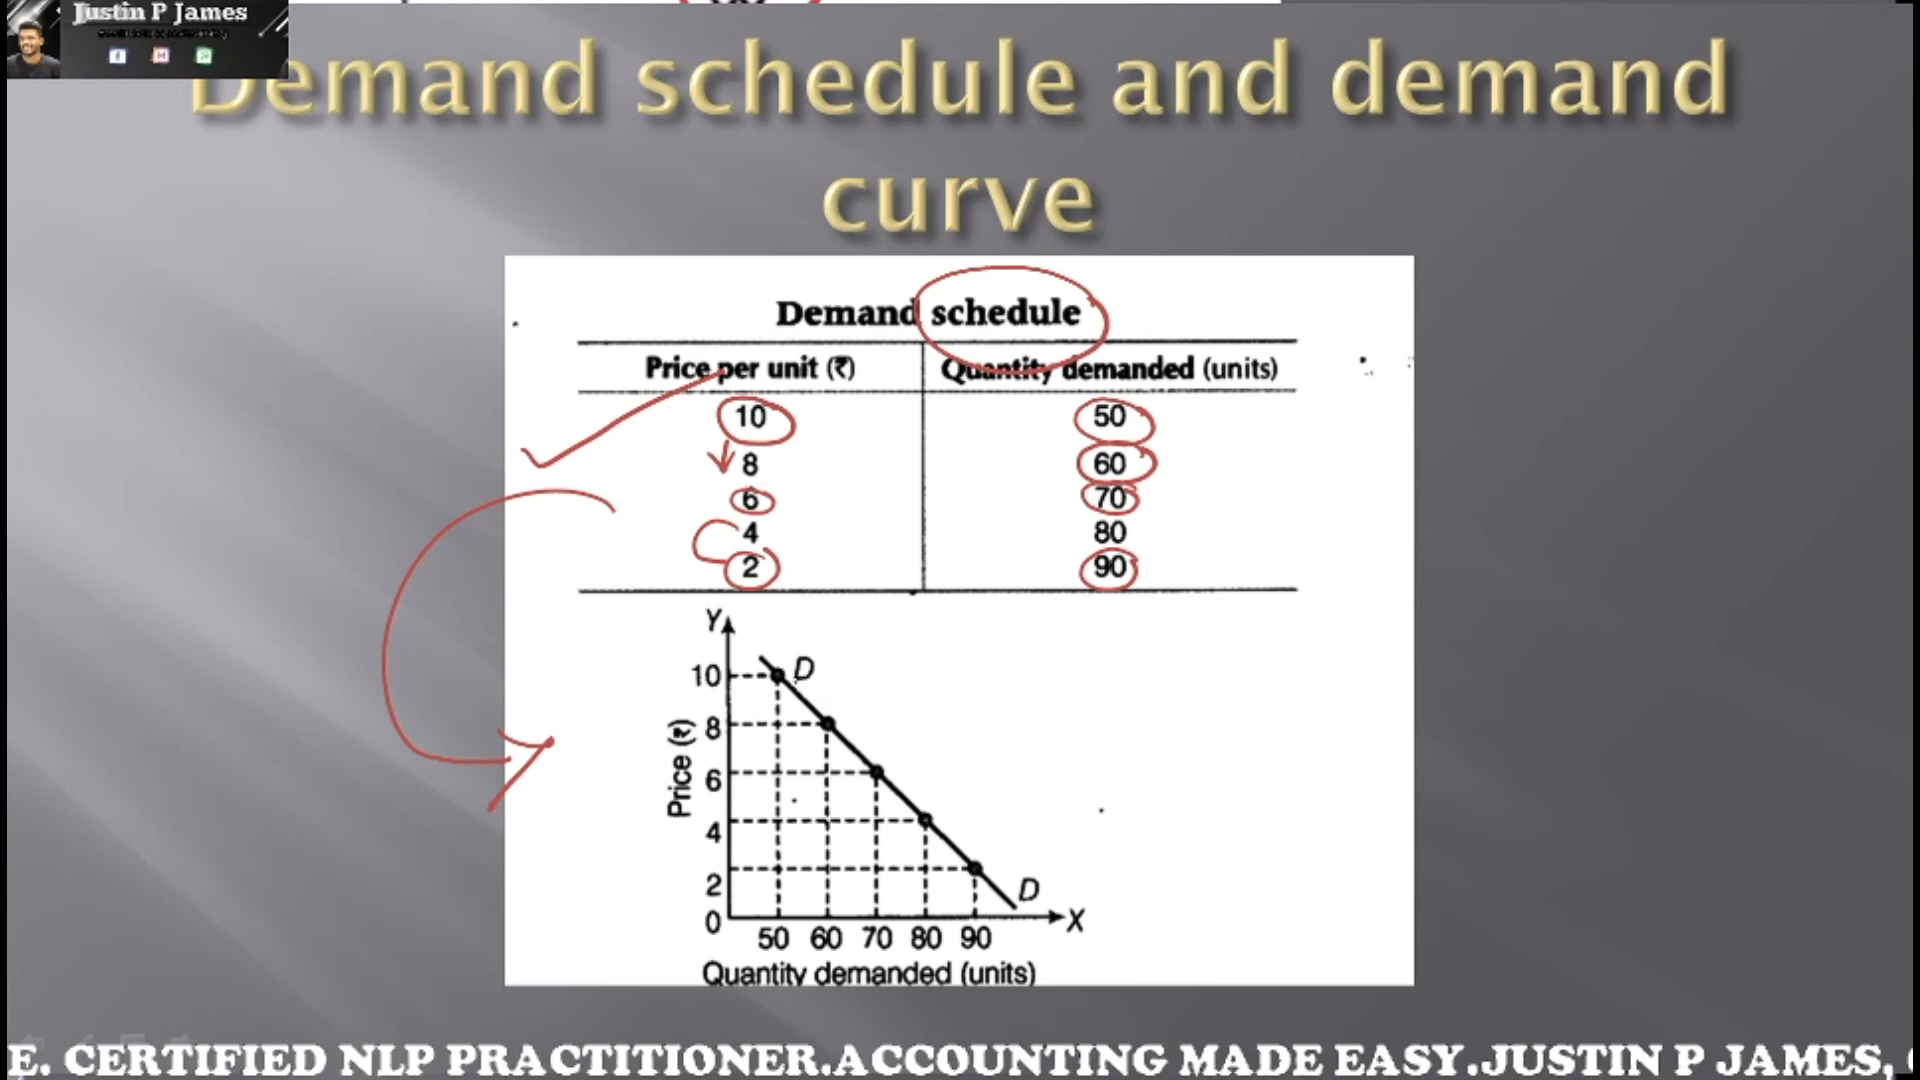 Justin P James
Demand schedule and demand
curve
Demand schedule
Price per unit (₹) Quantity demanded (units)
10 50
8 60
6 70
4 80
2 90
Y
10 D
8
6
4
2 D
0 X
Price (₹)
50 60 70 80 90
Quantity demanded (units)
E. CERTIFIED NLP PRACTITIONER.ACCOUNTING MADE EASY.JUSTIN P JAMES,